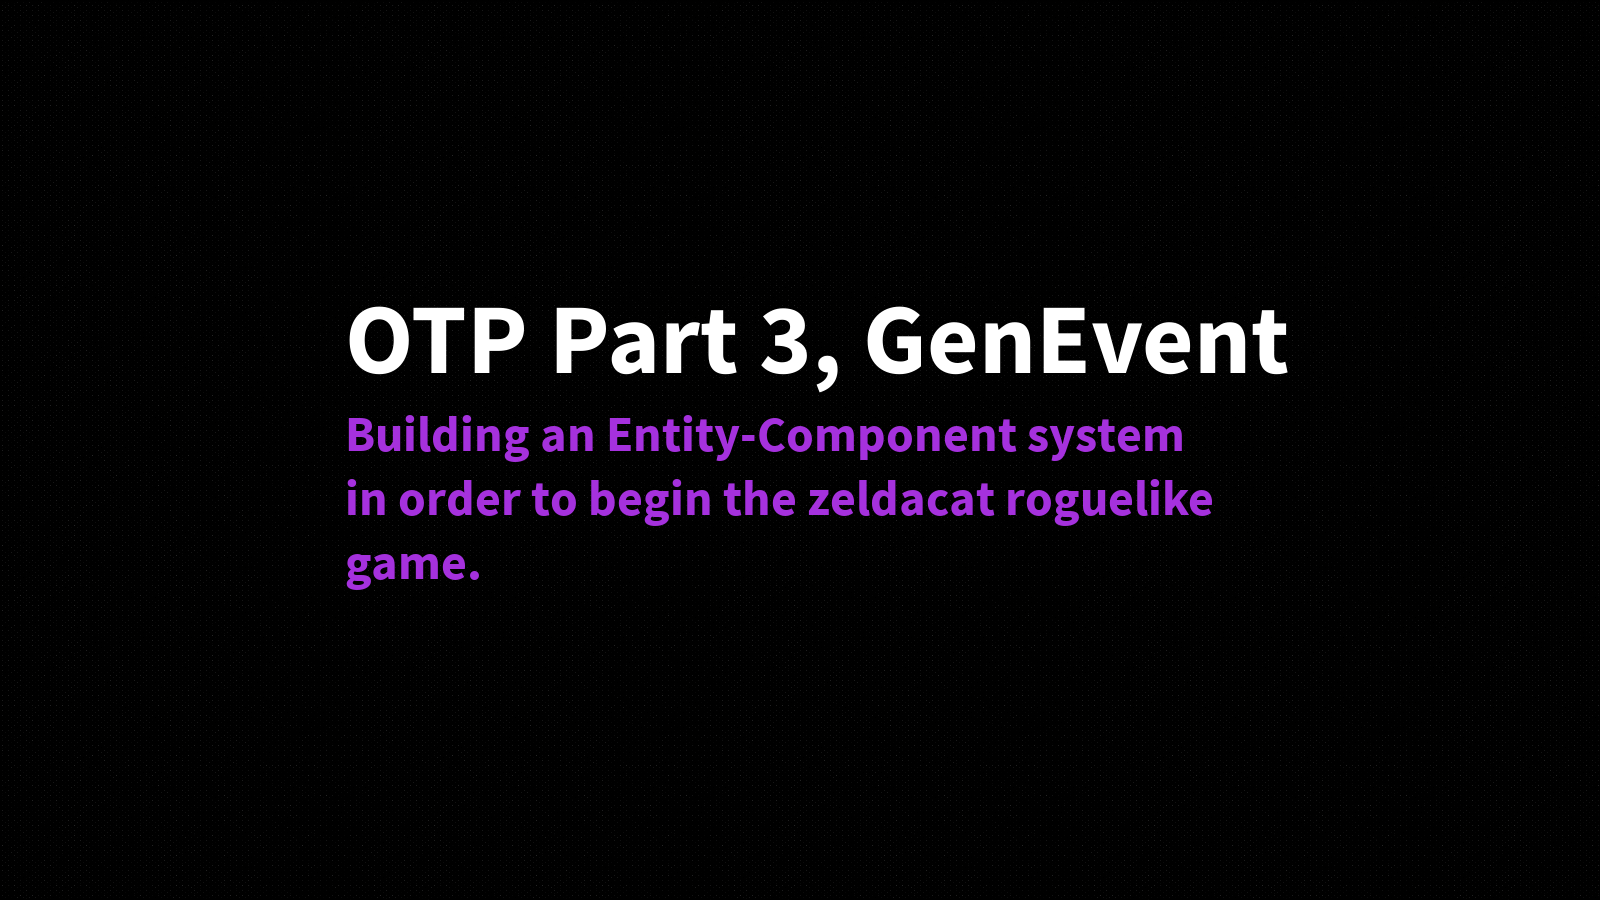 OTP Part 3, GenEvent
Building an Entity-Component system
in order to begin the zeldacat roguelike
game.